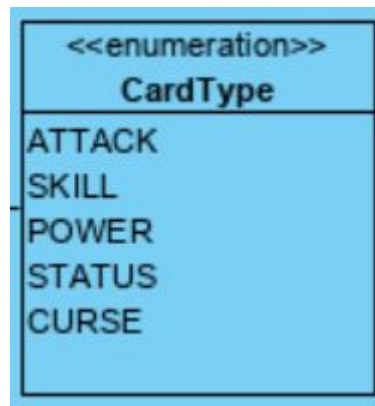 <<enumeration>>
CardType
ATTACK
SKILL
POWER
STATUS
CURSE